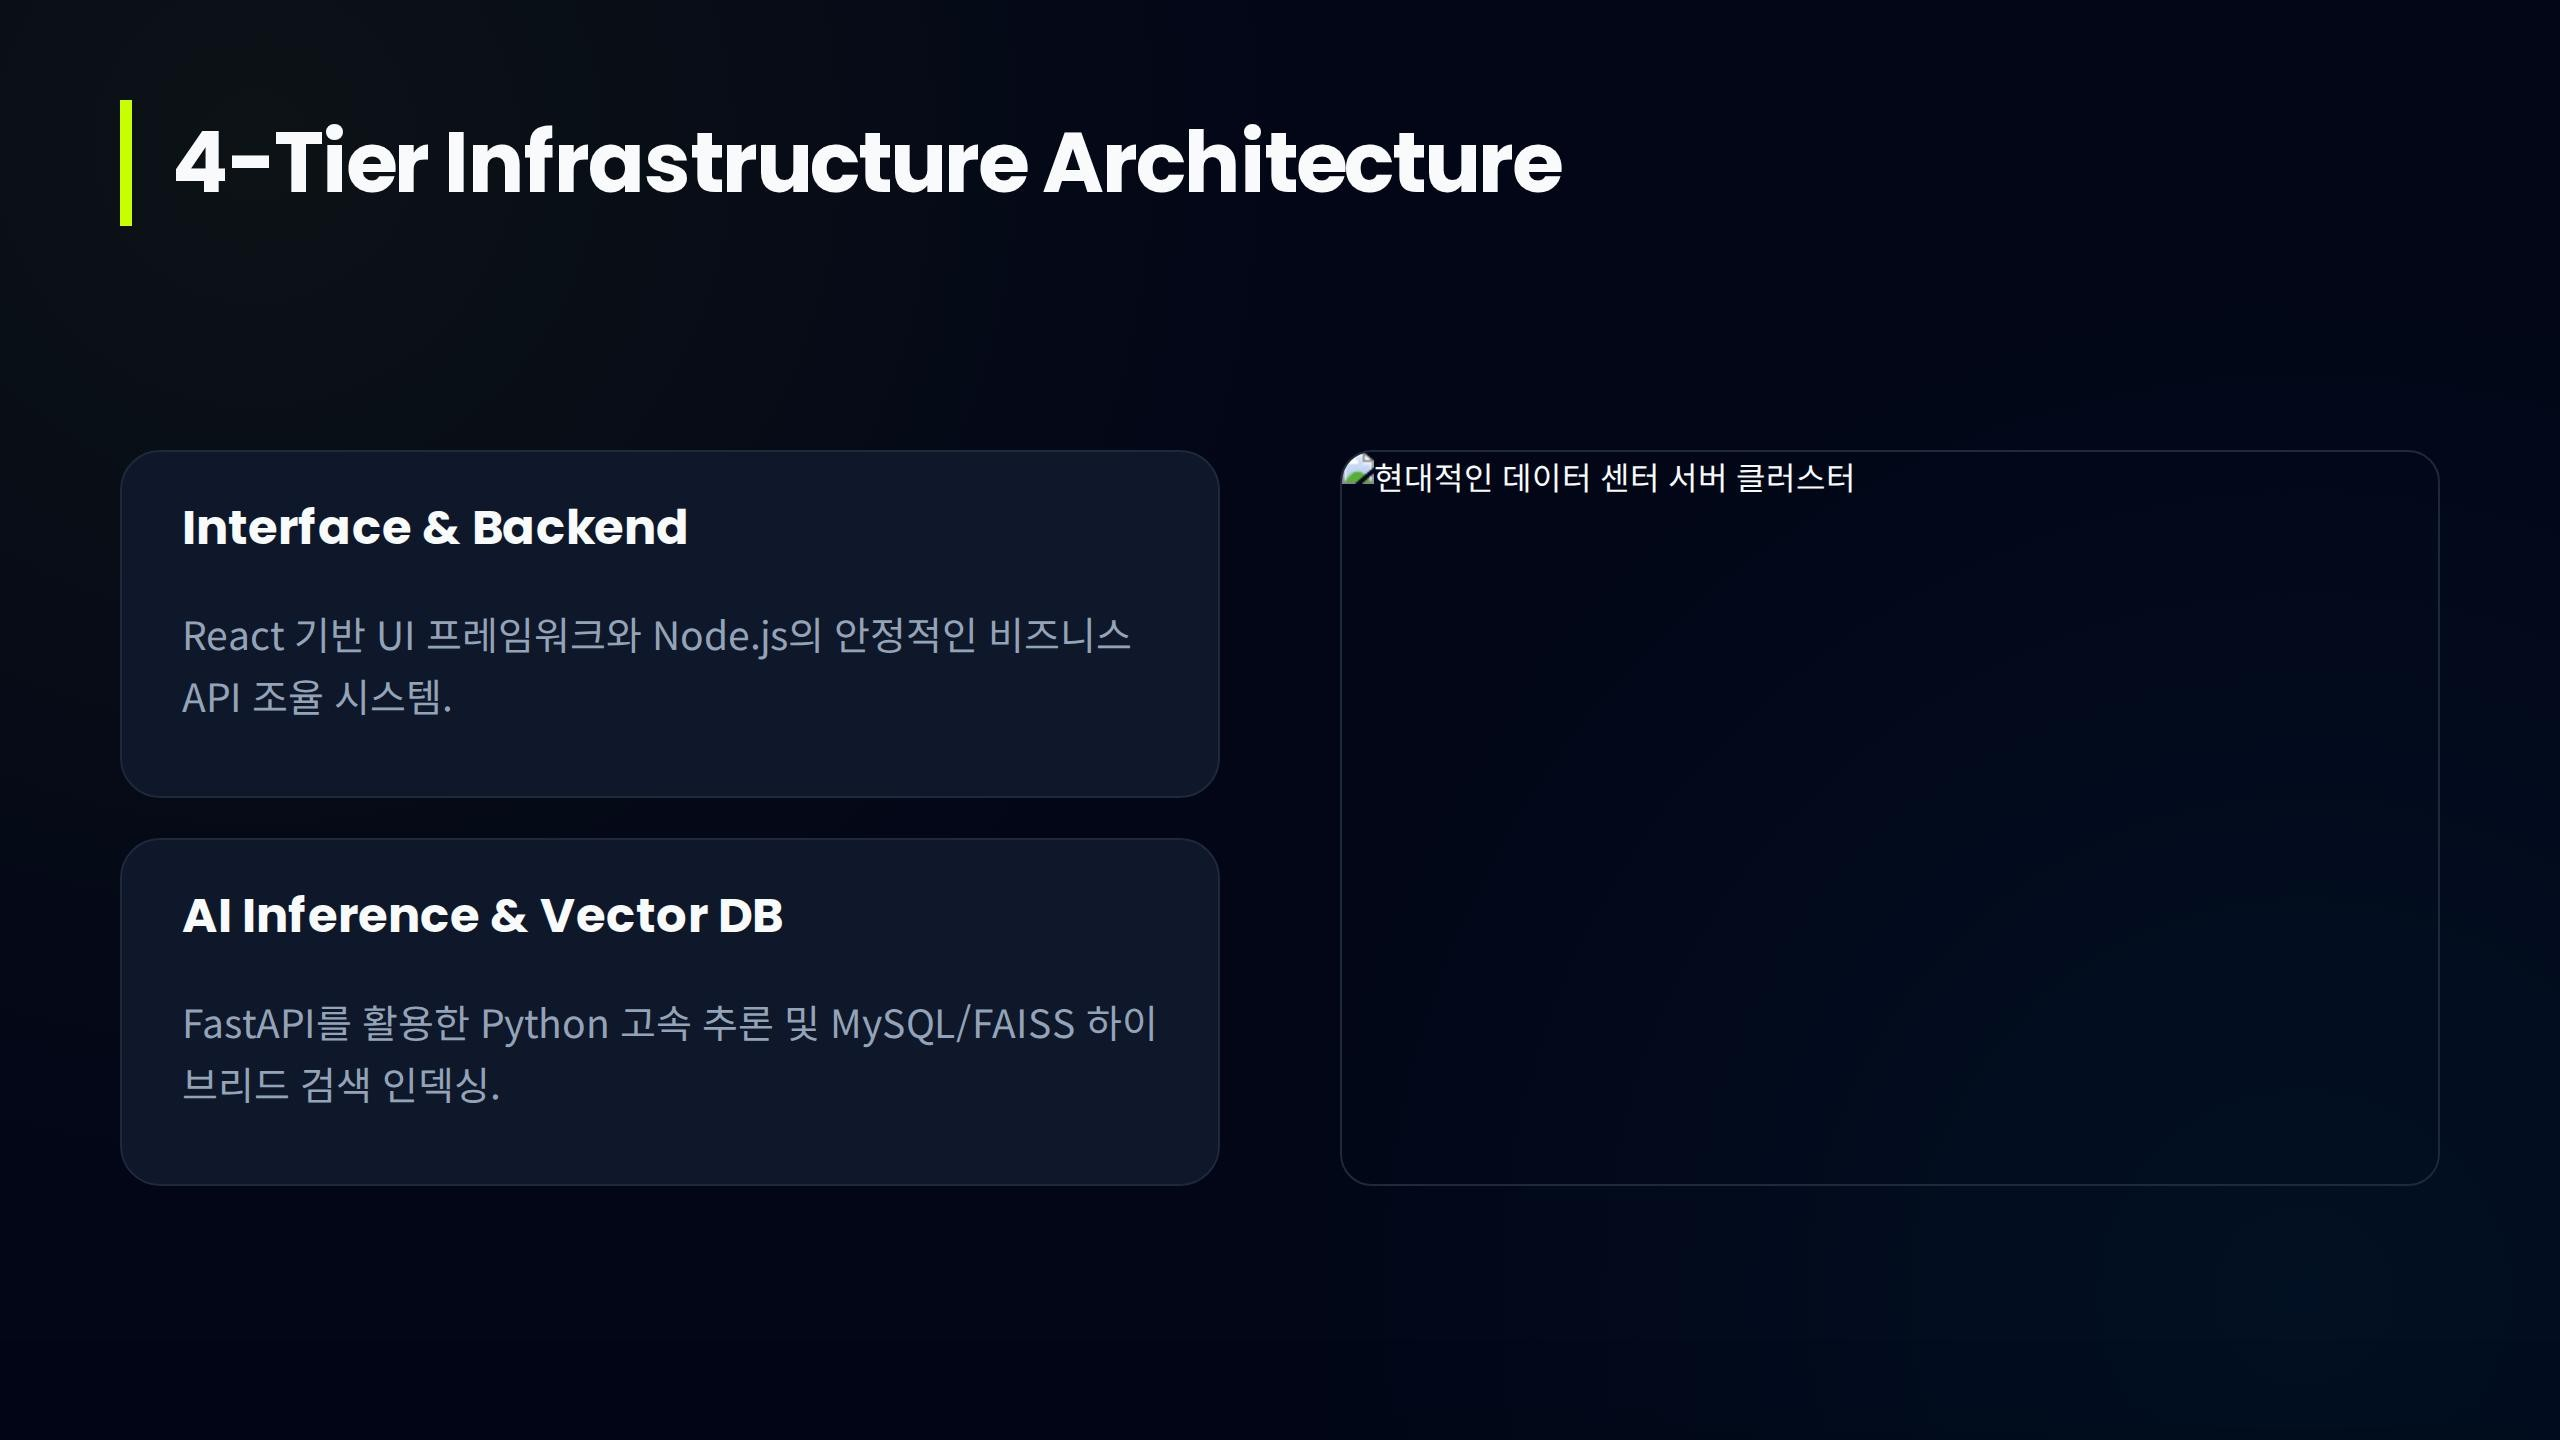 4-Tier Infrastructure Architecture
Interface & Backend
React 기반 UI 프레임워크와 Node.js의 안정적인 비즈니스
API 조율 시스템.
AI Inference & Vector DB
FastAPI를 활용한 Python 고속 추론 및 MySQL/FAISS 하이
브리드 검색 인덱싱.
현대적인 데이터 센터 서버 클러스터